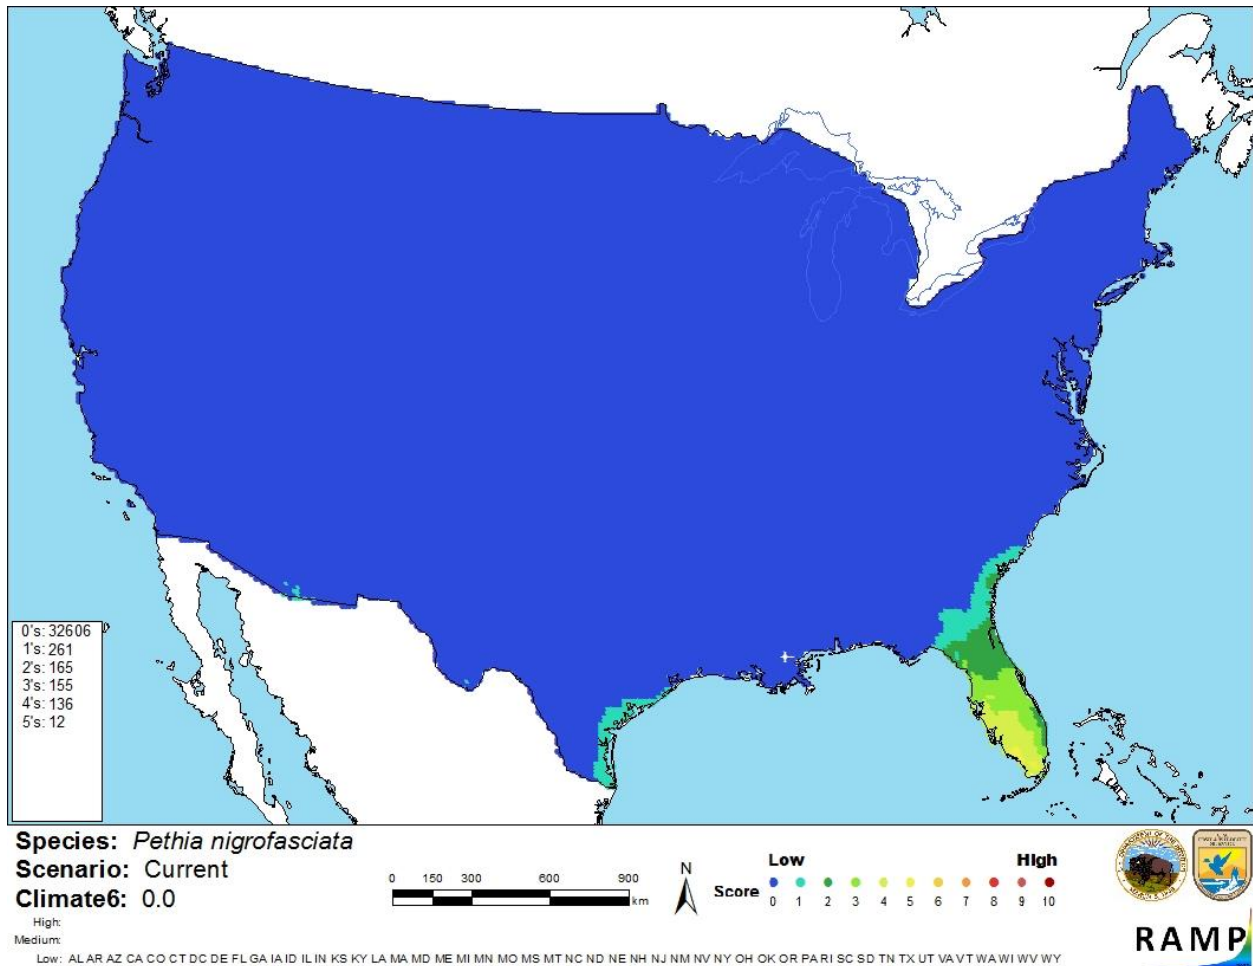 0's: 32606
1's: 261
2's: 165
3's: 155
4's: 136
5's: 12
Species: Pethia nigrofasciata
Scenario: Current
Climate6: 0.0
High:
Medium:
Low: AL AR AZ CA CO CT DC DE FL GA IA ID IL IN KS KY LA MA MD ME MI MN MO MS MT NC ND NE NH NJ NM NV NY OH OK OR PA RI SC SD TN TX UT VA VT WA WI WV WY
0 150 300 600 900
km
N
Low High
Score 0 1 2 3 4 5 6 7 8 9 10
RAMP